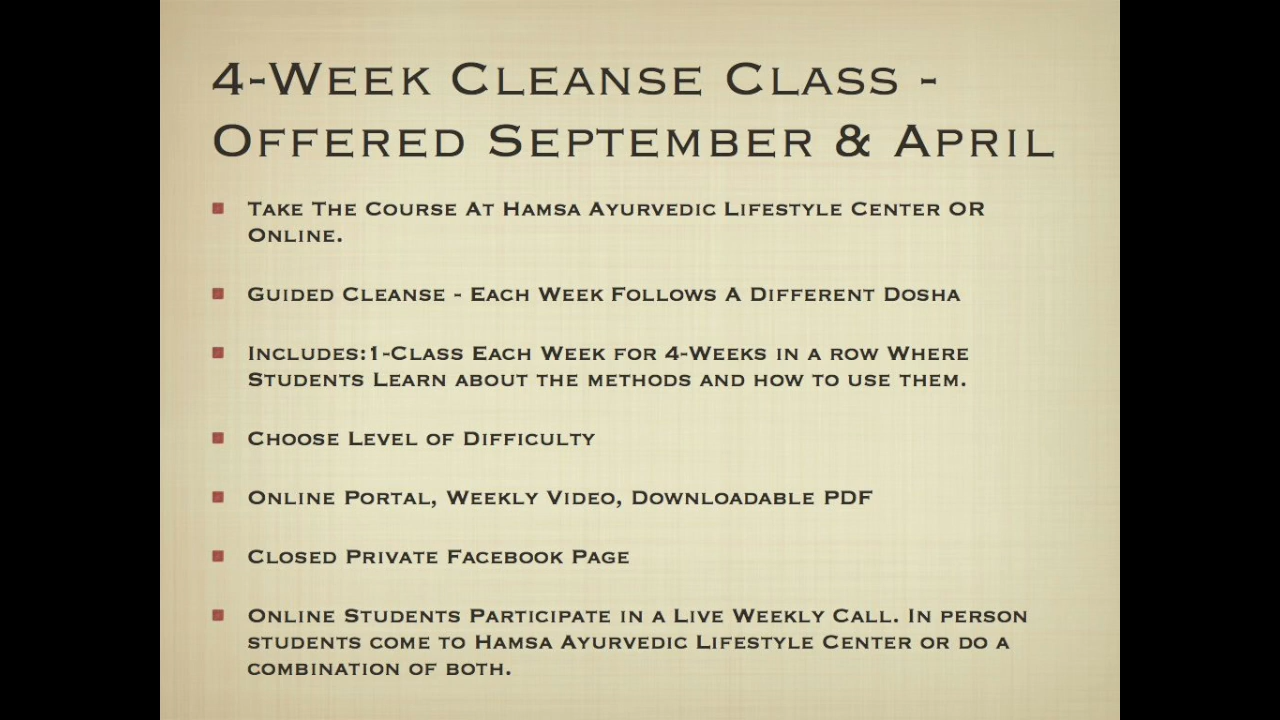 4-Week Cleanse Class -
Offered September & April
Take The Course At Hamsa Ayurvedic Lifestyle Center OR
Online.
Guided Cleanse - Each Week Follows A Different Dosha
Includes:1-Class Each Week for 4-Weeks in a row Where
Students Learn about the methods and how to use them.
Choose Level of Difficulty
Online Portal, Weekly Video, Downloadable PDF
Closed Private Facebook Page
Online Students Participate in a Live Weekly Call. In person
students come to Hamsa Ayurvedic Lifestyle Center or do a
combination of both.